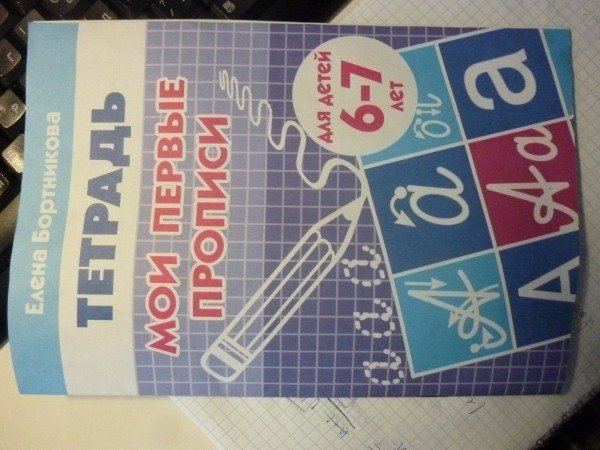 Елена Бортникова
ТЕТРАДЬ
МОИ ПЕРВЫЕ
ПРОПИСИ
для детей
6-7
лет
а
А а
А а
А